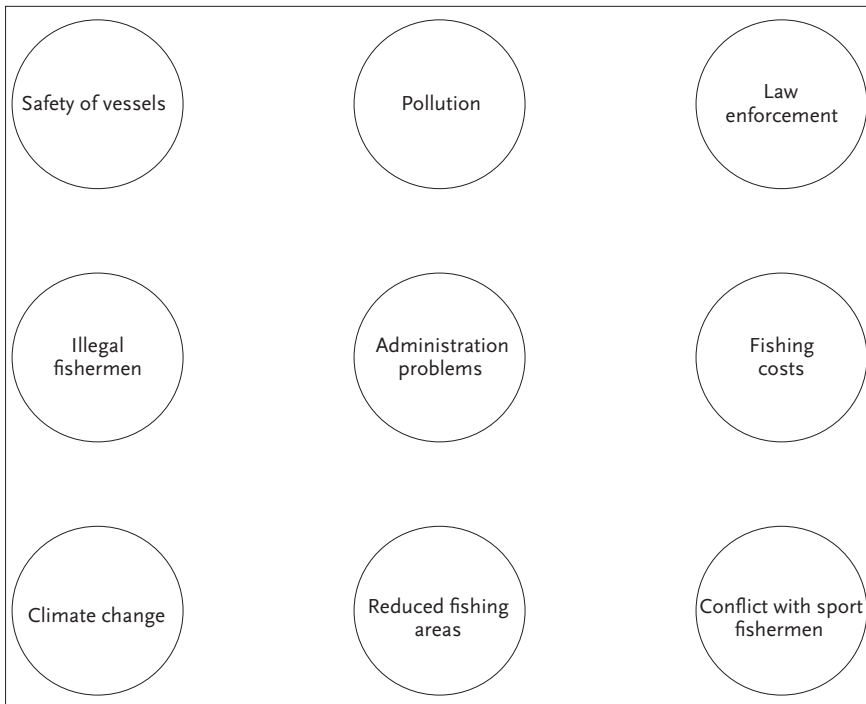 Safety of vessels
Pollution
Law
enforcement
Illegal
fishermen
Administration
problems
Fishing
costs
Climate change
Reduced fishing
areas
Conflict with sport
fishermen